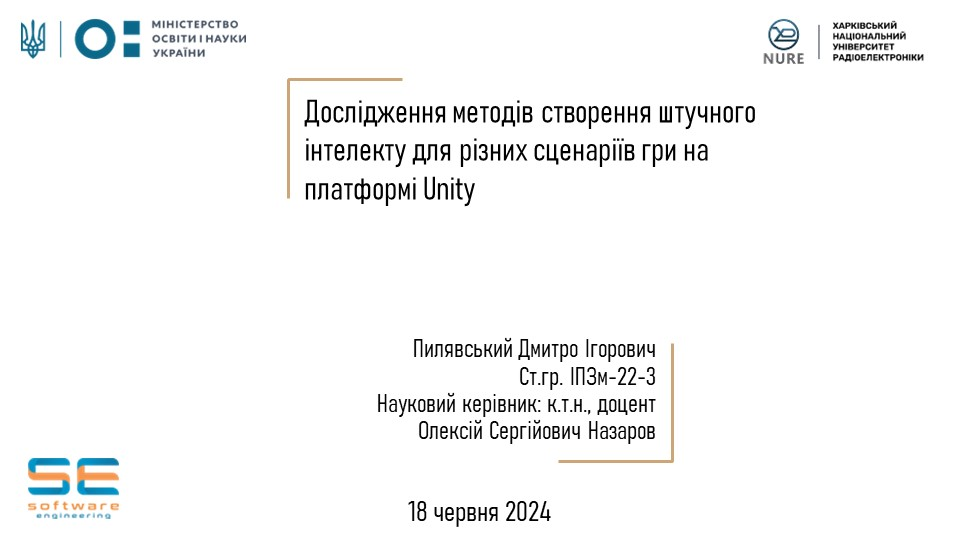 МІНІСТЕРСТВО
ОСВІТИ І НАУКИ
УКРАЇНИ
NURE
ХАРКІВСЬКИЙ
НАЦІОНАЛЬНИЙ
УНІВЕРСИТЕТ
РАДІОЕЛЕКТРОНІКИ
Дослідження методів створення штучного
інтелекту для різних сценаріїв гри на
платформі Unity
Пилявський Дмитро Ігорович
Ст.гр. ІПЗм-22-3
Науковий керівник: к.т.н., доцент
Олексій Сергійович Назаров
SE
software
engineering
18 червня 2024